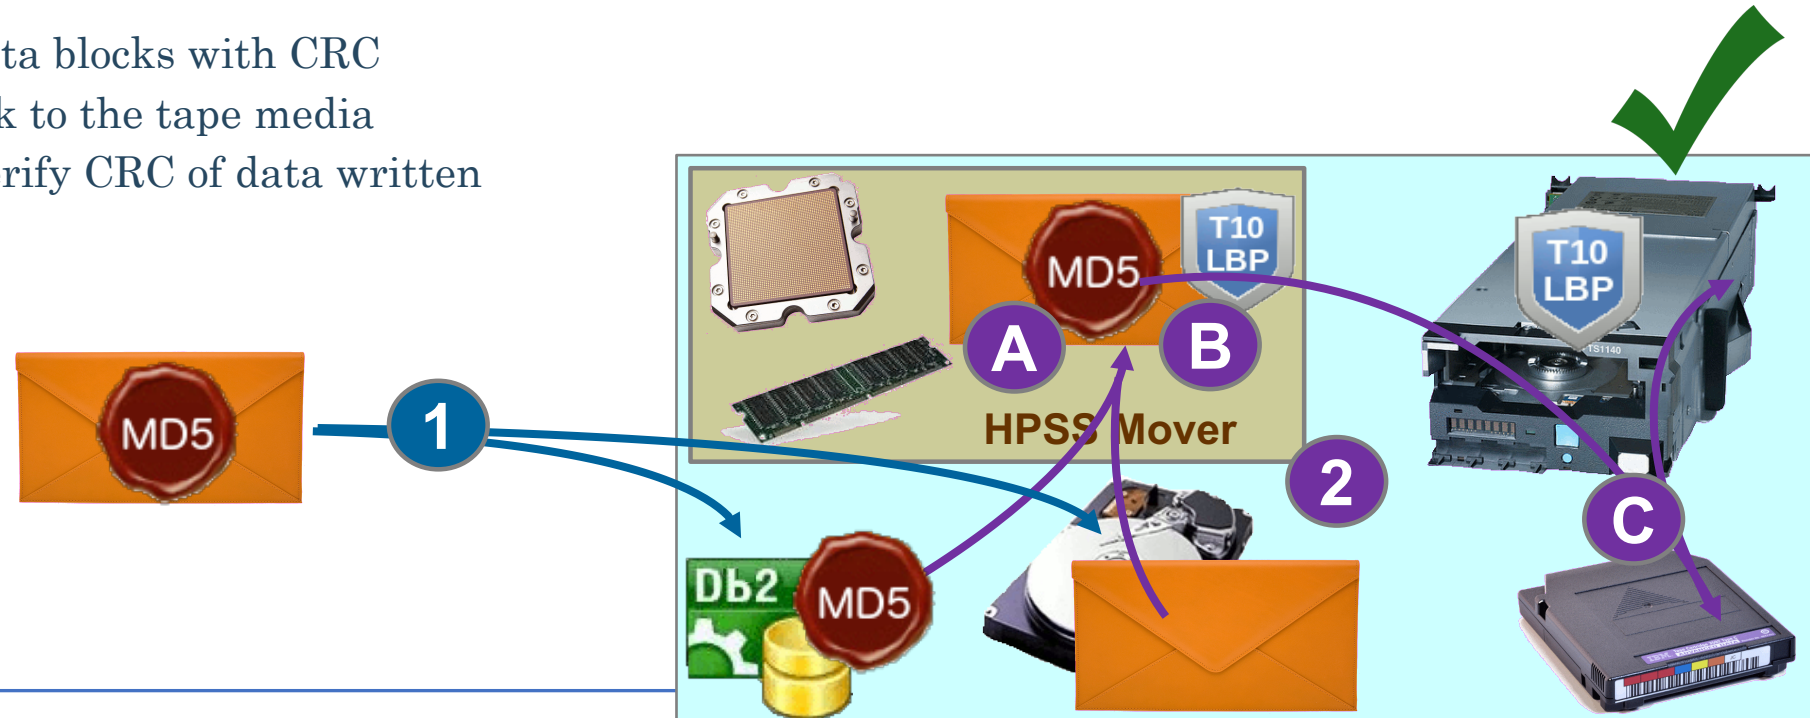 ta blocks with CRC
k to the tape media
erify CRC of data written
T10
LBP
MD5
A
B
HPSS Mover
T10
LBP
TS1140
MD5
1
2
C
Db2
MD5